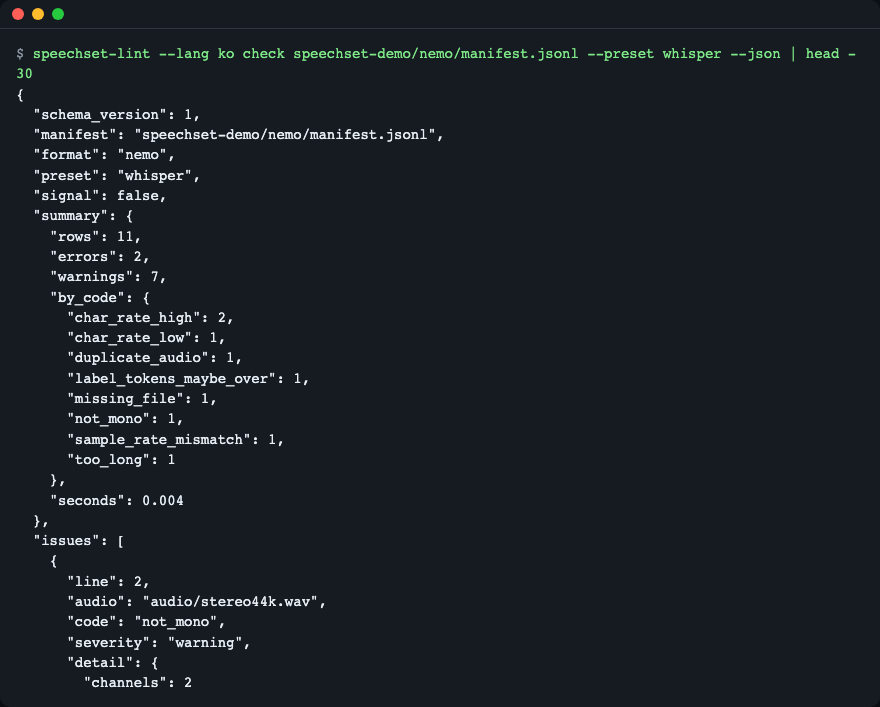 $ speechset-lint --lang ko check speechset-demo/nemo/manifest.jsonl --preset whisper --json | head -
30
{
  "schema_version": 1,
  "manifest": "speechset-demo/nemo/manifest.jsonl",
  "format": "nemo",
  "preset": "whisper",
  "signal": false,
  "summary": {
    "rows": 11,
    "errors": 2,
    "warnings": 7,
    "by_code": {
      "char_rate_high": 2,
      "char_rate_low": 1,
      "duplicate_audio": 1,
      "label_tokens_maybe_over": 1,
      "missing_file": 1,
      "not_mono": 1,
      "sample_rate_mismatch": 1,
      "too_long": 1
    },
    "seconds": 0.004
  },
  "issues": [
    {
      "line": 2,
      "audio": "audio/stereo44k.wav",
      "code": "not_mono",
      "severity": "warning",
      "detail": {
        "channels": 2